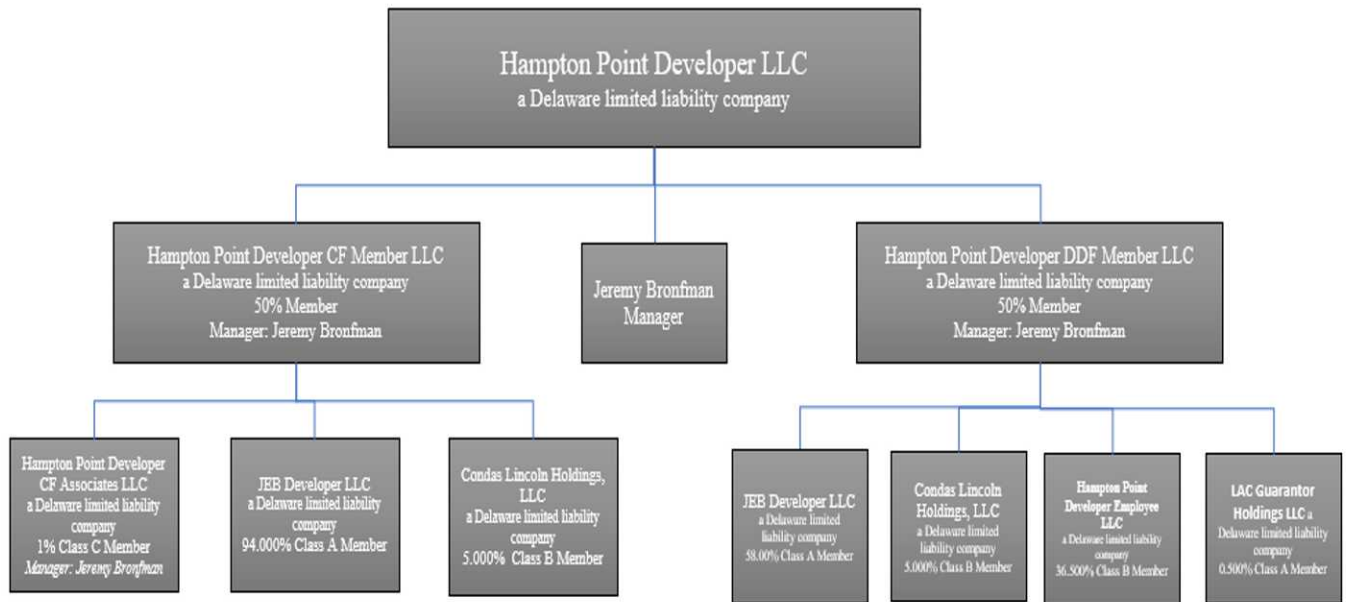 Hampton Point Developer LLC
a Delaware limited liability company
Hampton Point Developer CF Member LLC
a Delaware limited liability company
50% Member
Manager: Jeremy Bronfman
Jeremy Bronfman
Manager
Hampton Point Developer DDF Member LLC
a Delaware limited liability company
50% Member
Manager: Jeremy Bronfman
Hampton Point Developer
CF Associates LLC
a Delaware limited liability
company
1% Class C Member
Manager: Jeremy Bronfman
JEB Developer LLC
a Delaware limited liability
company
94.000% Class A Member
Condas Lincoln Holdings,
LLC
a Delaware limited liability
company
5.000% Class B Member
JEB Developer LLC
a Delaware limited
liability company
58.00% Class A Member
Condas Lincoln
Holdings, LLC
a Delaware limited
liability company
5.000% Class B Member
Hampton Point
Developer Employee
LLC
a Delaware limited liability
company
36.500% Class B Member
LAC Guarantor
Holdings LLC a
Delaware limited liability
company
0.500% Class A Member